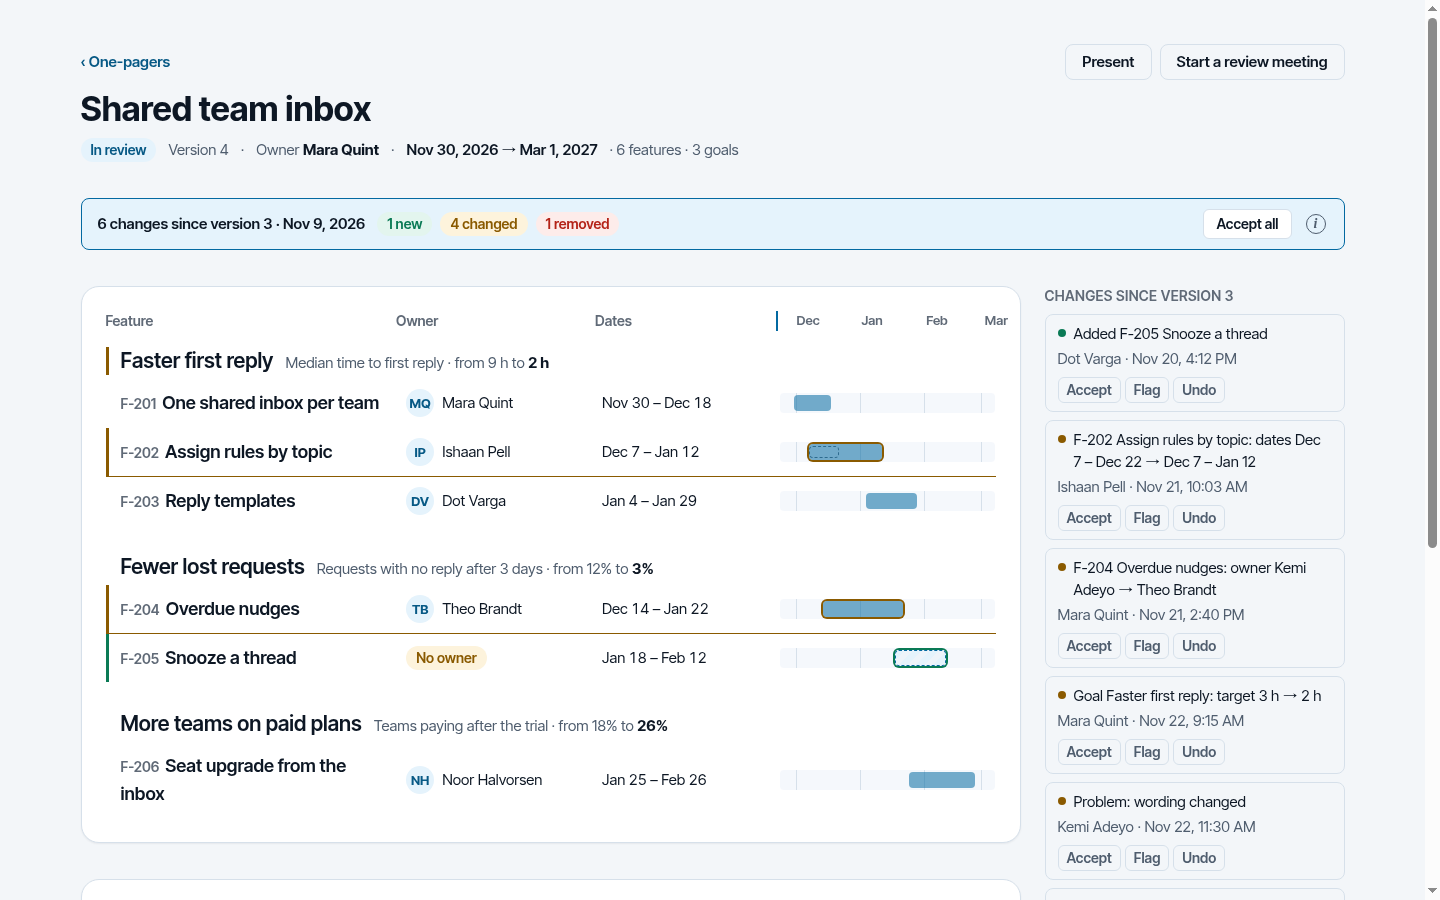 ‹ One-pagers
Present
Start a review meeting
Shared team inbox
In review Version 4 · Owner Mara Quint · Nov 30, 2026 → Mar 1, 2027 · 6 features · 3 goals
6 changes since version 3 · Nov 9, 2026 1 new 4 changed 1 removed
Accept all
i
Feature Owner Dates Dec Jan Feb Mar
Faster first reply Median time to first reply · from 9 h to 2 h
F-201 One shared inbox per team MQ Mara Quint Nov 30 – Dec 18
F-202 Assign rules by topic IP Ishaan Pell Dec 7 – Jan 12
F-203 Reply templates DV Dot Varga Jan 4 – Jan 29
Fewer lost requests Requests with no reply after 3 days · from 12% to 3%
F-204 Overdue nudges TB Theo Brandt Dec 14 – Jan 22
F-205 Snooze a thread No owner Jan 18 – Feb 12
More teams on paid plans Teams paying after the trial · from 18% to 26%
F-206 Seat upgrade from the
inbox
NH Noor Halvorsen Jan 25 – Feb 26
CHANGES SINCE VERSION 3
Added F-205 Snooze a thread
Dot Varga · Nov 20, 4:12 PM
Accept Flag Undo
F-202 Assign rules by topic: dates Dec
7 – Dec 22 → Dec 7 – Jan 12
Ishaan Pell · Nov 21, 10:03 AM
Accept Flag Undo
F-204 Overdue nudges: owner Kemi
Adeyo → Theo Brandt
Mara Quint · Nov 21, 2:40 PM
Accept Flag Undo
Goal Faster first reply: target 3 h → 2 h
Mara Quint · Nov 22, 9:15 AM
Accept Flag Undo
Problem: wording changed
Kemi Adeyo · Nov 22, 11:30 AM
Accept Flag Undo